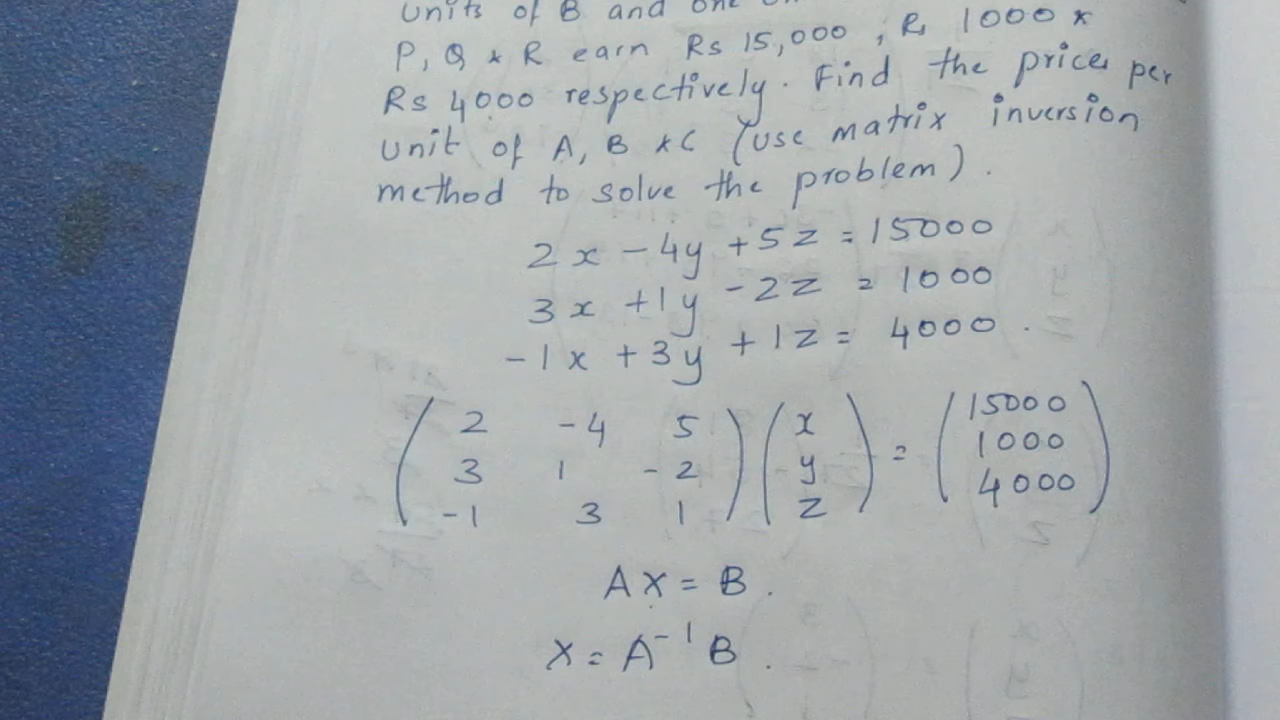 units of B and one
P, Q & R earn Rs 15,000, Rs 1000 &
Rs 4000 respectively. Find the prices per
unit of A, B & C (use matrix inversion
method to solve the problem).
2x - 4y + 5z = 15000
3x + 1y - 2z = 1000
-1x + 3y + 1z = 4000.
( 2 -4 5 ) ( x ) = ( 15000 )
( 3 1 -2 ) ( y ) ( 1000 )
( -1 3 1 ) ( z ) ( 4000 )
AX = B.
X = A⁻¹ B.